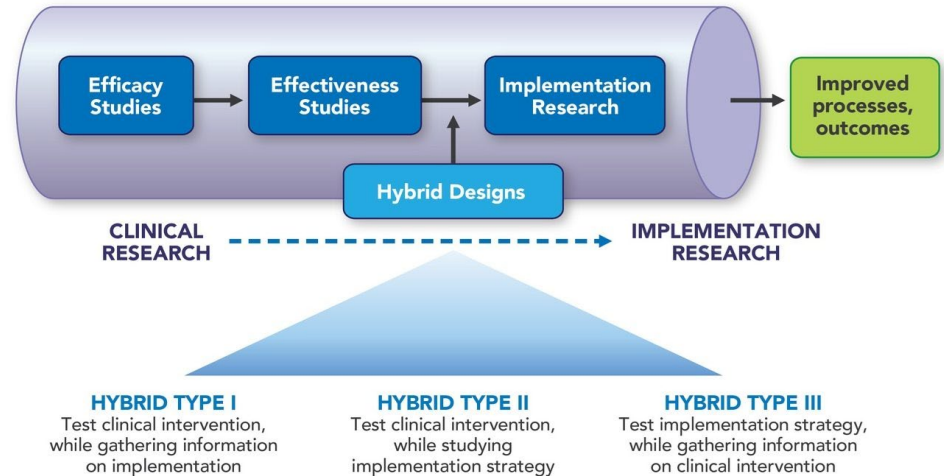 Efficacy
Studies
Effectiveness
Studies
Implementation
Research
Improved
processes,
outcomes
Hybrid Designs
CLINICAL
RESEARCH
IMPLEMENTATION
RESEARCH
HYBRID TYPE I
Test clinical intervention,
while gathering information
on implementation
HYBRID TYPE II
Test clinical intervention,
while studying
implementation strategy
HYBRID TYPE III
Test implementation strategy,
while gathering information
on clinical intervention